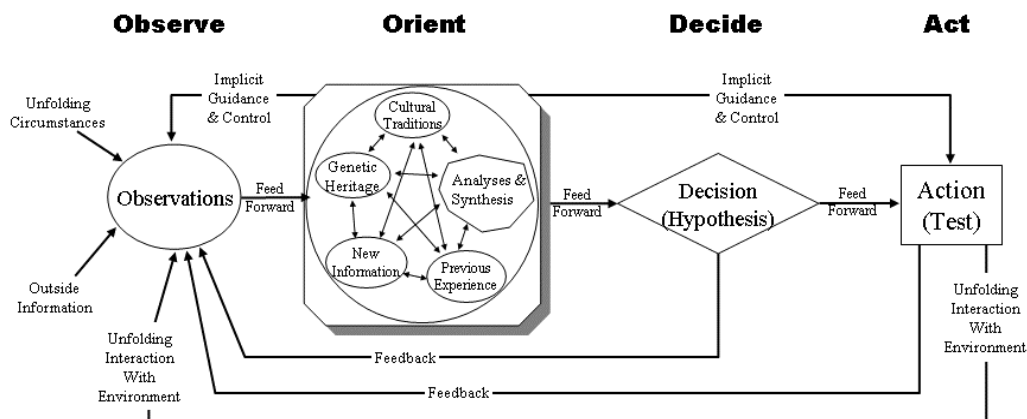 Observe
Orient
Decide
Act
Implicit
Guidance
& Control
Implicit
Guidance
& Control
Unfolding
Circumstances
Cultural
Traditions
Genetic
Heritage
Analyses &
Synthesis
New
Information
Previous
Experience
Observations
Feed
Forward
Feed
Forward
Decision
(Hypothesis)
Feed
Forward
Action
(Test)
Outside
Information
Unfolding
Interaction
With
Environment
Feedback
Feedback
Unfolding
Interaction
With
Environment